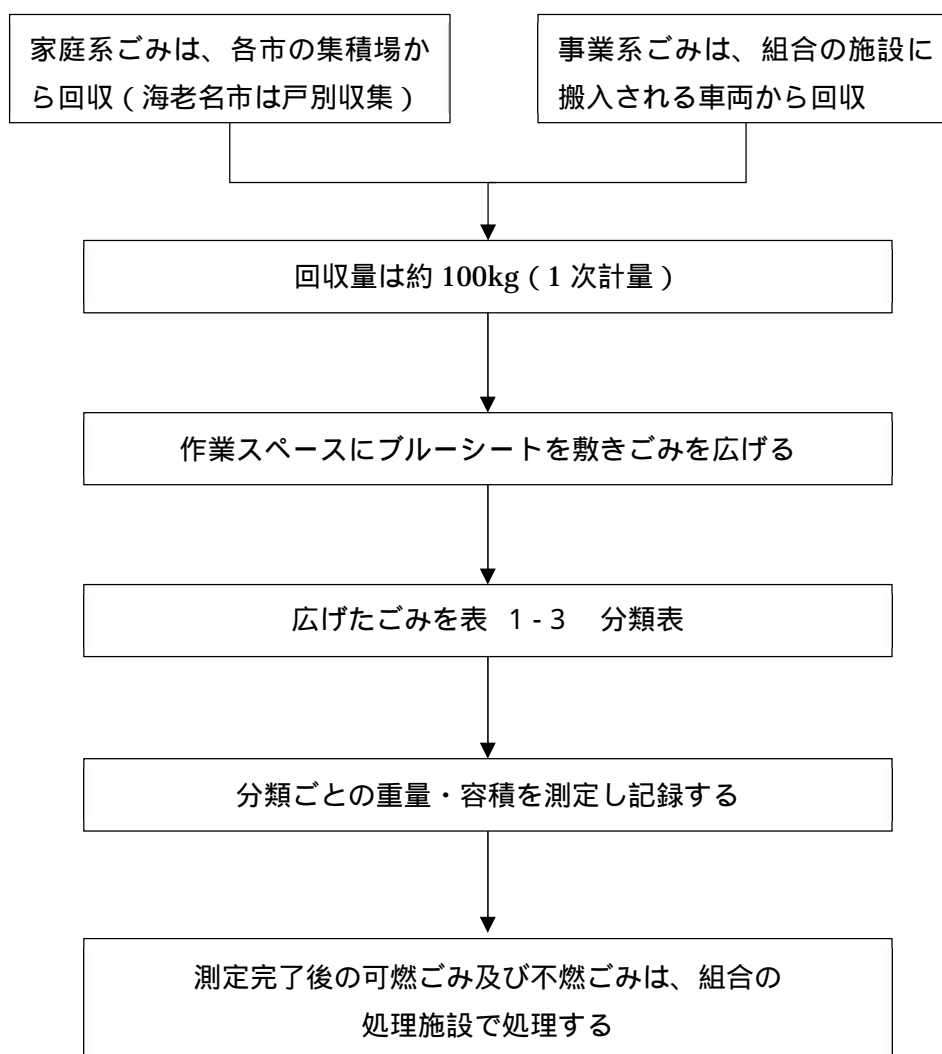 家庭系ごみは、各市の集積場か
ら回収（海老名市は戸別収集）
事業系ごみは、組合の施設に
搬入される車両から回収
回収量は約 100kg（1 次計量）
作業スペースにブルーシートを敷きごみを広げる
広げたごみを表 1-3　分類表
分類ごとの重量・容積を測定し記録する
測定完了後の可燃ごみ及び不燃ごみは、組合の
処理施設で処理する